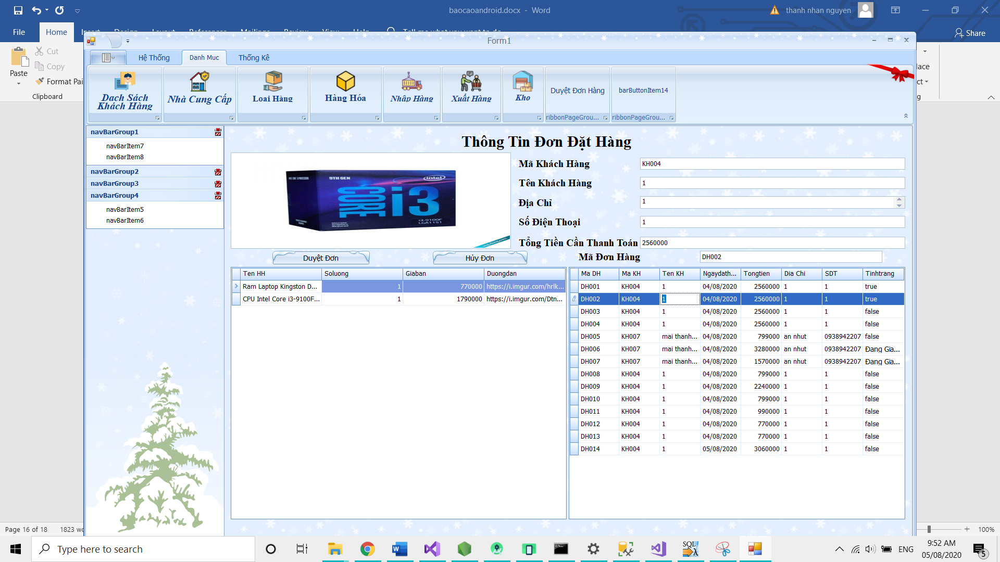 baocaoandroid.docx - Word
thanh nhan nguyen
File
Home
Share
Cut
Copy
Format Pai
Paste
Clipboard
Form1
Hệ Thống
Danh Muc
Thống Kê
Dach Sách
Khách Hàng
Nhà Cung Cấp
Loai Hàng
Hàng Hóa
Nhâp Hàng
Xuất Hàng
Kho
Duyệt Đơn Hàng
barButtonItem14
ribbonPageGrou...
ribbonPageGrou...
navBarGroup1
navBarItem7
navBarItem8
navBarGroup2
navBarGroup3
navBarGroup4
navBarItem5
navBarItem6
Thông Tin Đơn Đặt Hàng
9TH GEN
intel
CORE i3
i3-9100F
LGA1151
Discrete
Graphics
Required
Mã Khách Hàng KH004
Tên Khách Hàng 1
Địa Chỉ 1
Số Điện Thoại 1
Tổng Tiền Cần Thanh Toán 2560000
Duyệt Đơn
Hủy Đơn
Mã Đơn Hàng DH002
Ten HH Soluong Giaban Duongdan
Ram Laptop Kingston D... 1 770000 https://i.imgur.com/hrlk...
CPU Intel Core i3-9100F... 1 1790000 https://i.imgur.com/Dtn...
Ma DH Ma KH Ten KH Ngaydath... Tongtien Dia Chi SDT Tinhtrang
DH001 KH004 1 04/08/2020 2560000 1 1 true
DH002 KH004 1 04/08/2020 2560000 1 1 true
DH003 KH004 1 04/08/2020 2560000 1 1 false
DH004 KH004 1 04/08/2020 2560000 1 1 false
DH005 KH007 mai thanh... 04/08/2020 799000 an nhut 0938942207 false
DH006 KH007 mai thanh... 04/08/2020 3280000 an nhut 0938942207 Đang Gia...
DH007 KH007 mai thanh... 04/08/2020 1570000 an nhut 0938942207 Đang Gia...
DH008 KH004 1 04/08/2020 799000 1 1 false
DH009 KH004 1 04/08/2020 2240000 1 1 false
DH010 KH004 1 04/08/2020 799000 1 1 false
DH011 KH004 1 04/08/2020 990000 1 1 false
DH012 KH004 1 04/08/2020 770000 1 1 false
DH013 KH004 1 04/08/2020 770000 1 1 false
DH014 KH004 1 05/08/2020 3060000 1 1 false
Page 16 of 18 1823 wo
100%
Type here to search
ENG
9:52 AM
05/08/2020
5